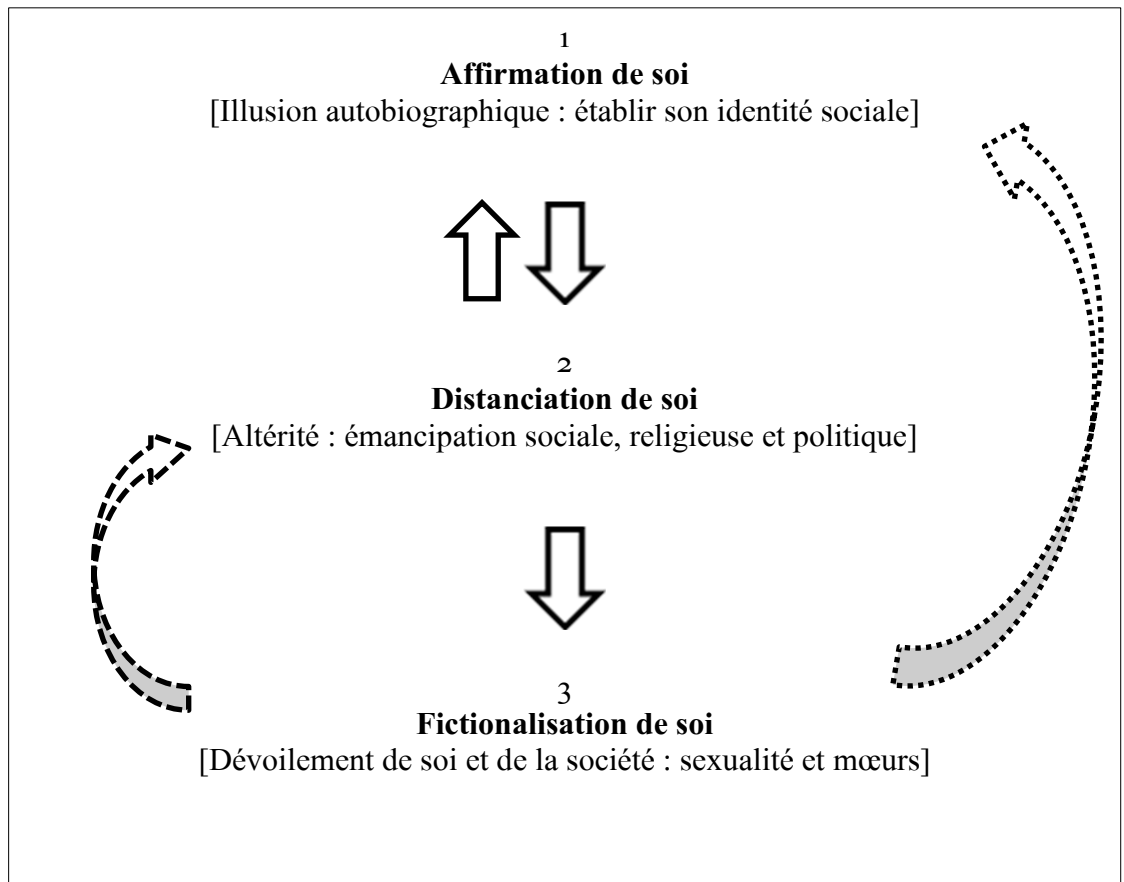 1
Affirmation de soi
[Illusion autobiographique : établir son identité sociale]
2
Distanciation de soi
[Altérité : émancipation sociale, religieuse et politique]
3
Fictionalisation de soi
[Dévoilement de soi et de la société : sexualité et mœurs]